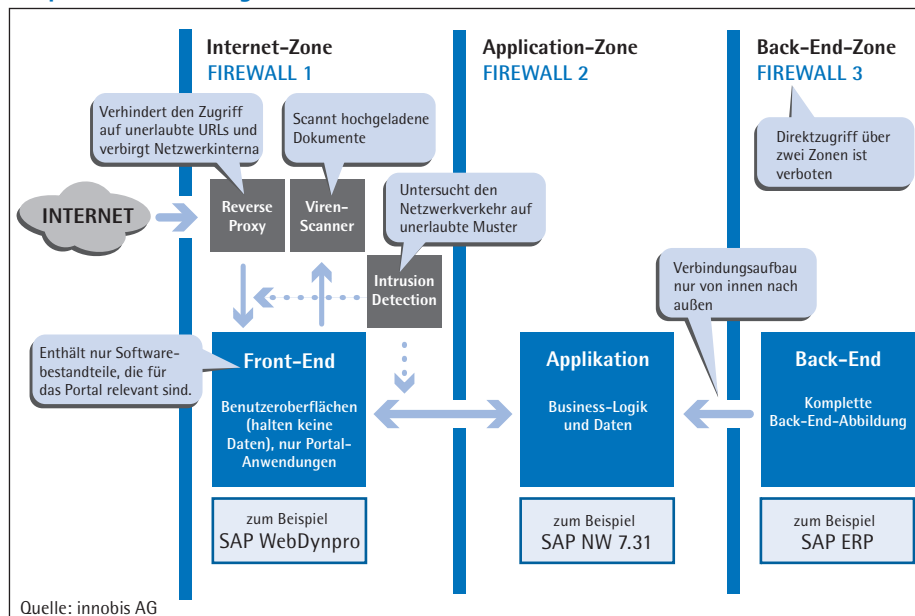 Internet-Zone
FIREWALL 1
Application-Zone
FIREWALL 2
Back-End-Zone
FIREWALL 3
Verhindert den Zugriff
auf unerlaubte URLs und
verbirgt Netzwerkinterna
Scannt hochgeladene
Dokumente
Direktzugriff über
zwei Zonen ist
verboten
Untersucht den
Netzwerkverkehr auf
unerlaubte Muster
INTERNET
Reverse
Proxy
Viren-
Scanner
Intrusion
Detection
Verbindungsaufbau
nur von innen nach
außen
Enthält nur Software-
bestandteile, die für
das Portal relevant sind.
Front-End
Benutzeroberflächen
(halten keine
Daten), nur Portal-
Anwendungen
Applikation
Business-Logik
und Daten
Back-End
Komplette
Back-End-Abbildung
zum Beispiel
SAP WebDynpro
zum Beispiel
SAP NW 7.31
zum Beispiel
SAP ERP
Quelle: innobis AG